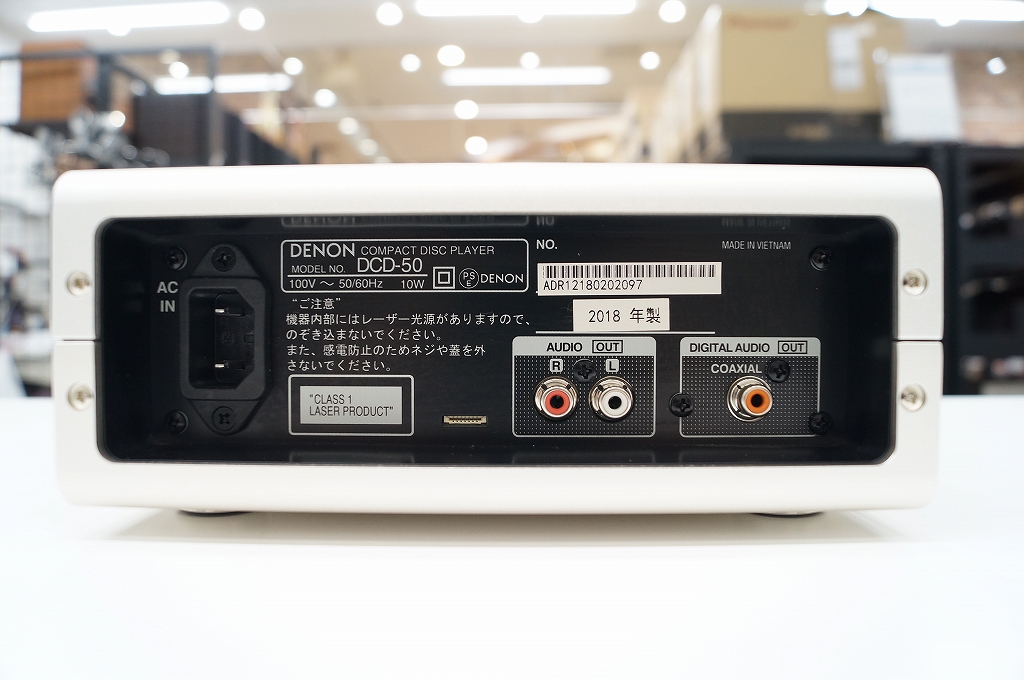 DENON COMPACT DISC PLAYER
MODEL NO. DCD-50
100V ～ 50/60Hz 10W PS E DENON
NO.
ADR12180202097
MADE IN VIETNAM
2018 年製
AC
IN
“ご注意”
機器内部にはレーザー光源がありますので、
のぞき込まないでください。
また、感電防止のためネジや蓋を外
さないでください。
"CLASS 1
LASER PRODUCT"
AUDIO OUT
R L
DIGITAL AUDIO OUT
COAXIAL